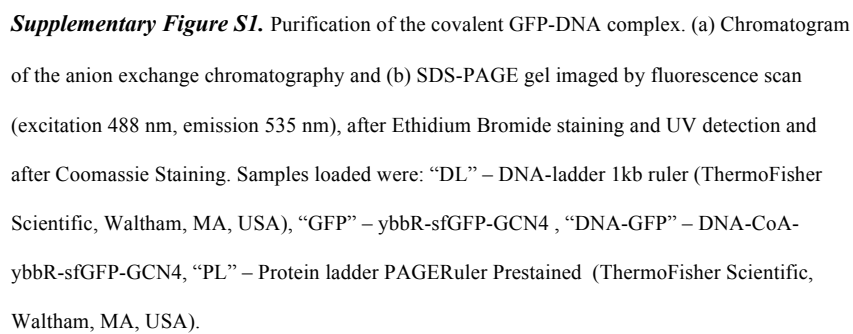 Supplementary Figure S1. Purification of the covalent GFP-DNA complex. (a) Chromatogram
of the anion exchange chromatography and (b) SDS-PAGE gel imaged by fluorescence scan
(excitation 488 nm, emission 535 nm), after Ethidium Bromide staining and UV detection and
after Coomassie Staining. Samples loaded were: “DL” – DNA-ladder 1kb ruler (ThermoFisher
Scientific, Waltham, MA, USA), “GFP” – ybbR-sfGFP-GCN4 , “DNA-GFP” – DNA-CoA-
ybbR-sfGFP-GCN4, “PL” – Protein ladder PAGERuler Prestained (ThermoFisher Scientific,
Waltham, MA, USA).